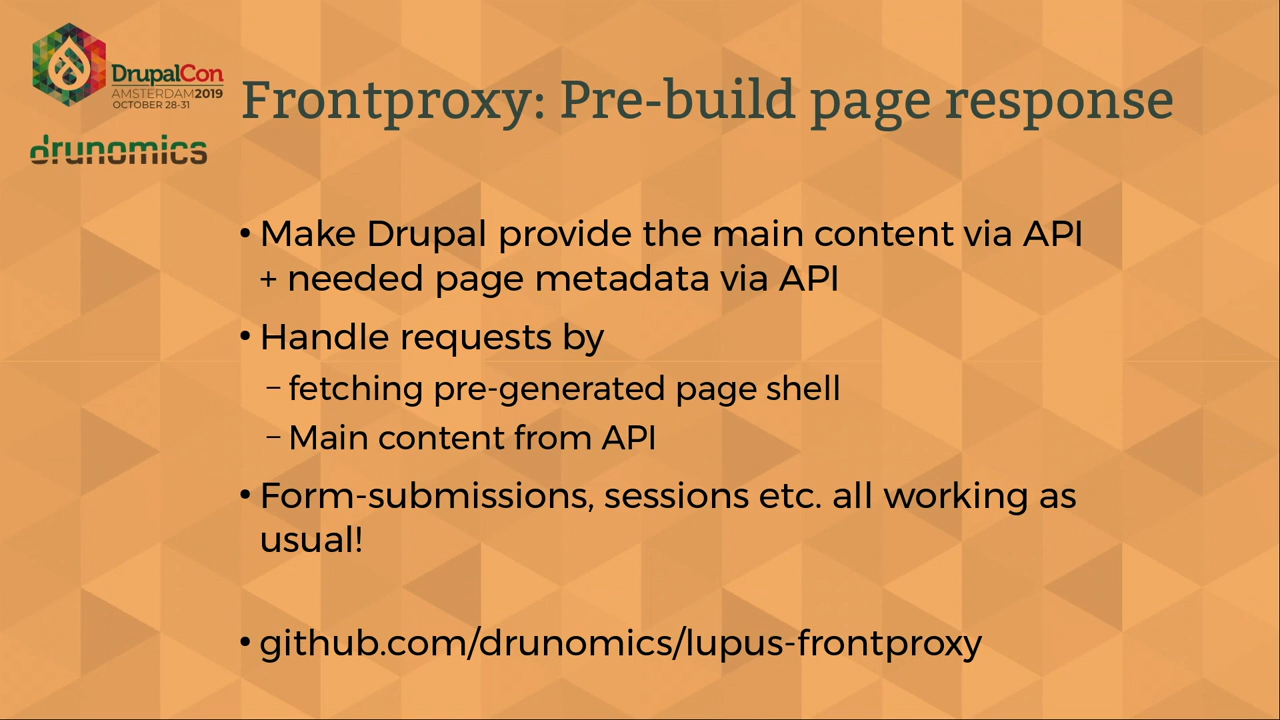 DrupalCon
AMSTERDAM2019
OCTOBER 28-31
drunomics
Frontproxy: Pre-build page response
• Make Drupal provide the main content via API
+ needed page metadata via API
• Handle requests by
– fetching pre-generated page shell
– Main content from API
• Form-submissions, sessions etc. all working as
usual!
• github.com/drunomics/lupus-frontproxy